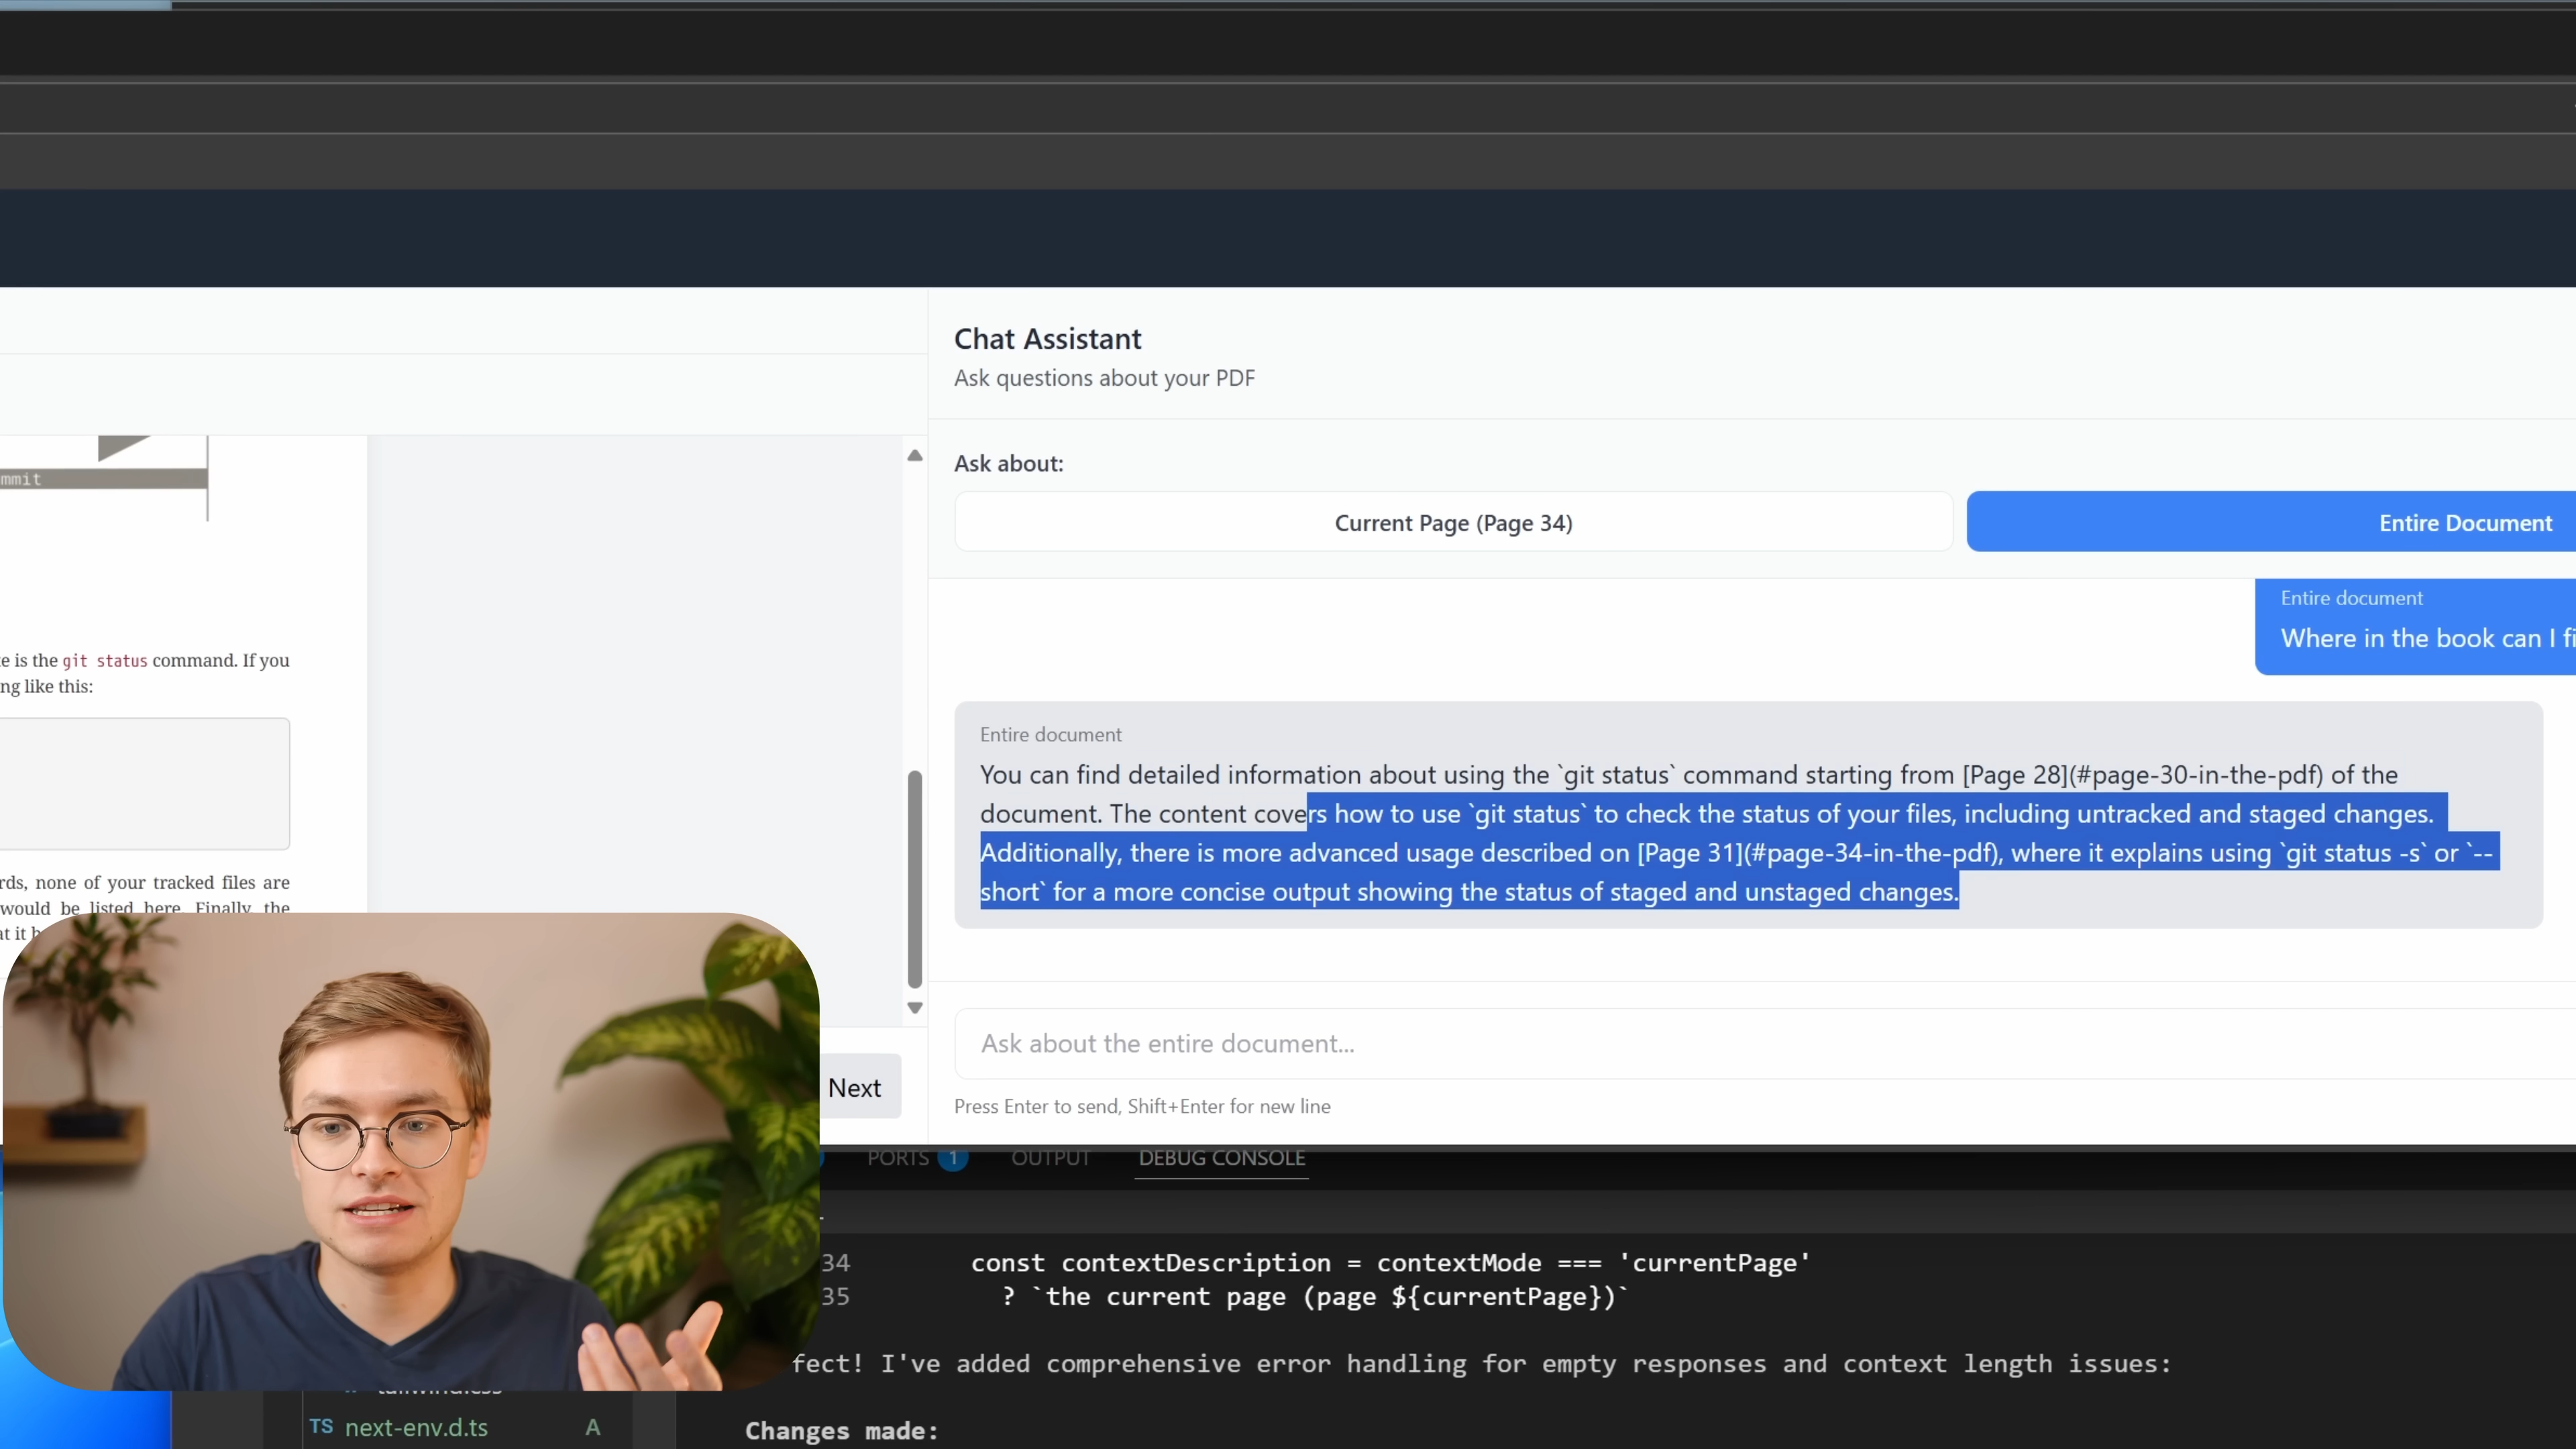 Chat Assistant
Ask questions about your PDF
Ask about:
Current Page (Page 34)
Entire Document
mmit
e is the git status command. If you
ng like this:
rds, none of your tracked files are
would be listed here. Finally, the
at it
Next
Entire document
Where in the book can I fi
Entire document
You can find detailed information about using the `git status` command starting from [Page 28](#page-30-in-the-pdf) of the
document. The content covers how to use `git status` to check the status of your files, including untracked and staged changes.
Additionally, there is more advanced usage described on [Page 31](#page-34-in-the-pdf), where it explains using `git status -s` or `--
short` for a more concise output showing the status of staged and unstaged changes.
Ask about the entire document...
Press Enter to send, Shift+Enter for new line
PORTS 1 OUTPUT DEBUG CONSOLE
34 const contextDescription = contextMode === 'currentPage'
35 ? `the current page (page ${currentPage})`
fect! I've added comprehensive error handling for empty responses and context length issues:
Changes made:
tailwind.css
TS next-env.d.ts A